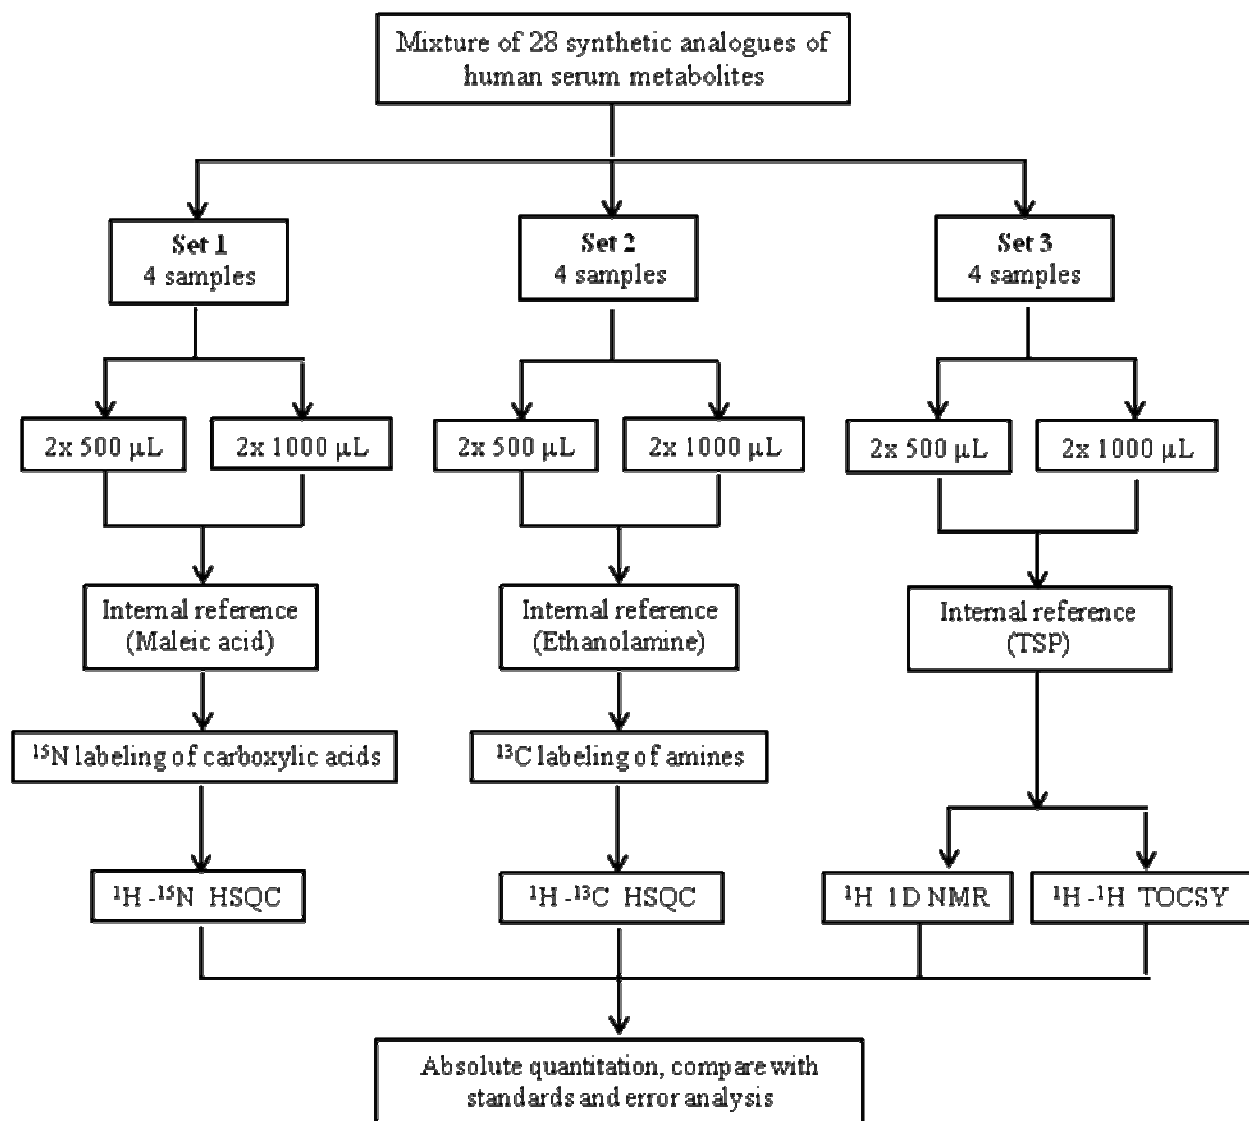 Mixture of 28 synthetic analogues of
human serum metabolites
Set 1
4 samples
Set 2
4 samples
Set 3
4 samples
2x 500 µL
2x 1000 µL
2x 500 µL
2x 1000 µL
2x 500 µL
2x 1000 µL
Internal reference
(Maleic acid)
Internal reference
(Ethanolamine)
Internal reference
(TSP)
¹⁵N labeling of carboxylic acids
¹³C labeling of amines
¹H -¹⁵N HSQC
¹H -¹³C HSQC
¹H 1D NMR
¹H -¹H TOCSY
Absolute quantitation, compare with
standards and error analysis